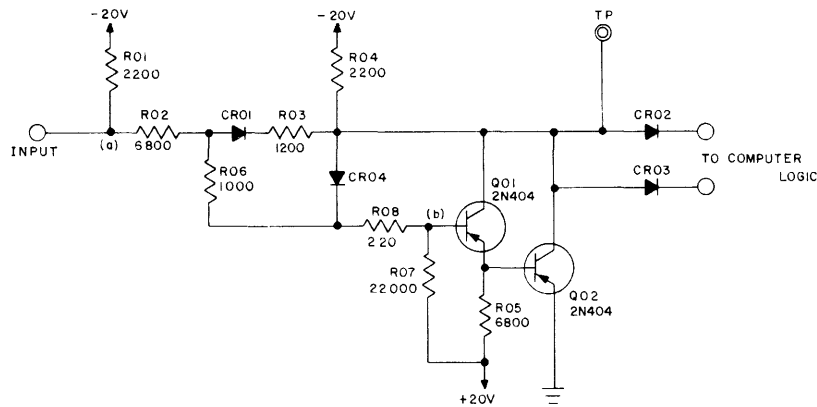 TP
-20V
-20V
R01
2200
R04
2200
R02
6800
CR01
R03
1200
CR02
INPUT
(a)
R06
1000
CR04
CR03
TO COMPUTER
LOGIC
R08
220
(b)
Q01
2N404
R07
22000
R05
6800
Q02
2N404
+20V